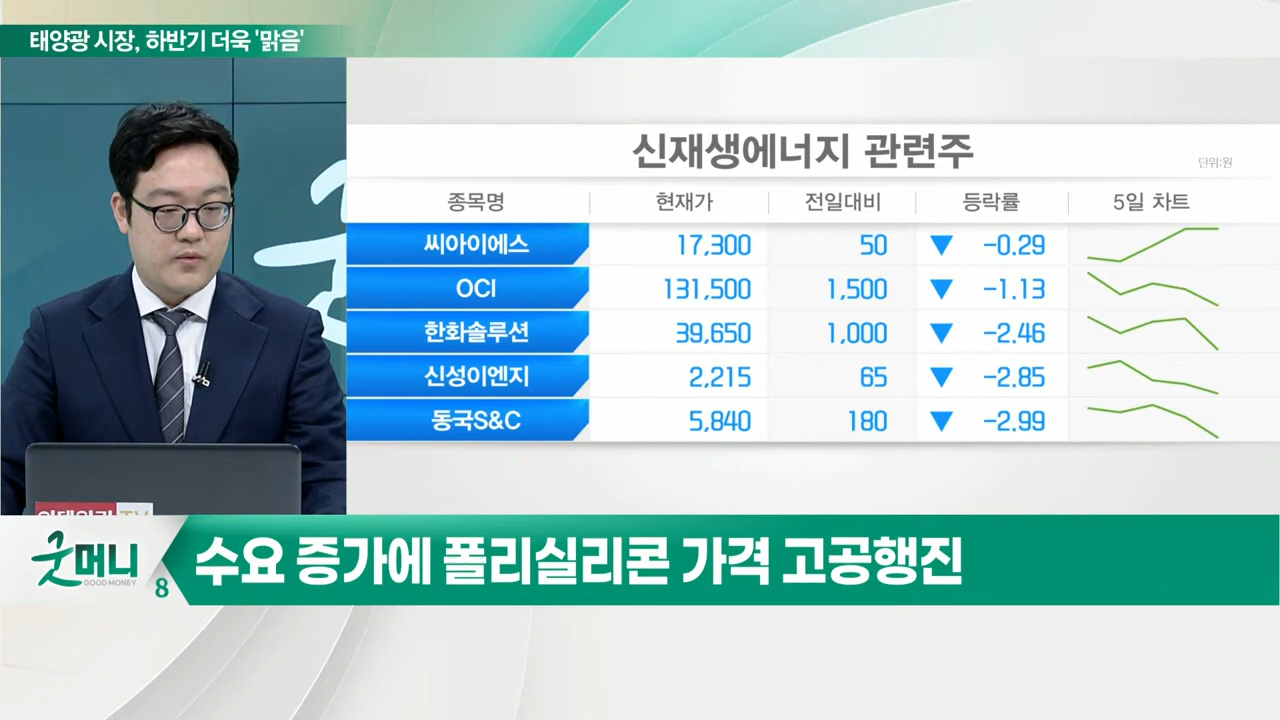 태양광 시장, 하반기 더욱 '맑음'
신재생에너지 관련주
단위:원
종목명 현재가 전일대비 등락률 5일 차트
씨아이에스 17,300 50 ▼ -0.29
OCI 131,500 1,500 ▼ -1.13
한화솔루션 39,650 1,000 ▼ -2.46
신성이엔지 2,215 65 ▼ -2.85
동국S&C 5,840 180 ▼ -2.99
이데일리 TV
굿머니
GOOD MONEY
8
수요 증가에 폴리실리콘 가격 고공행진